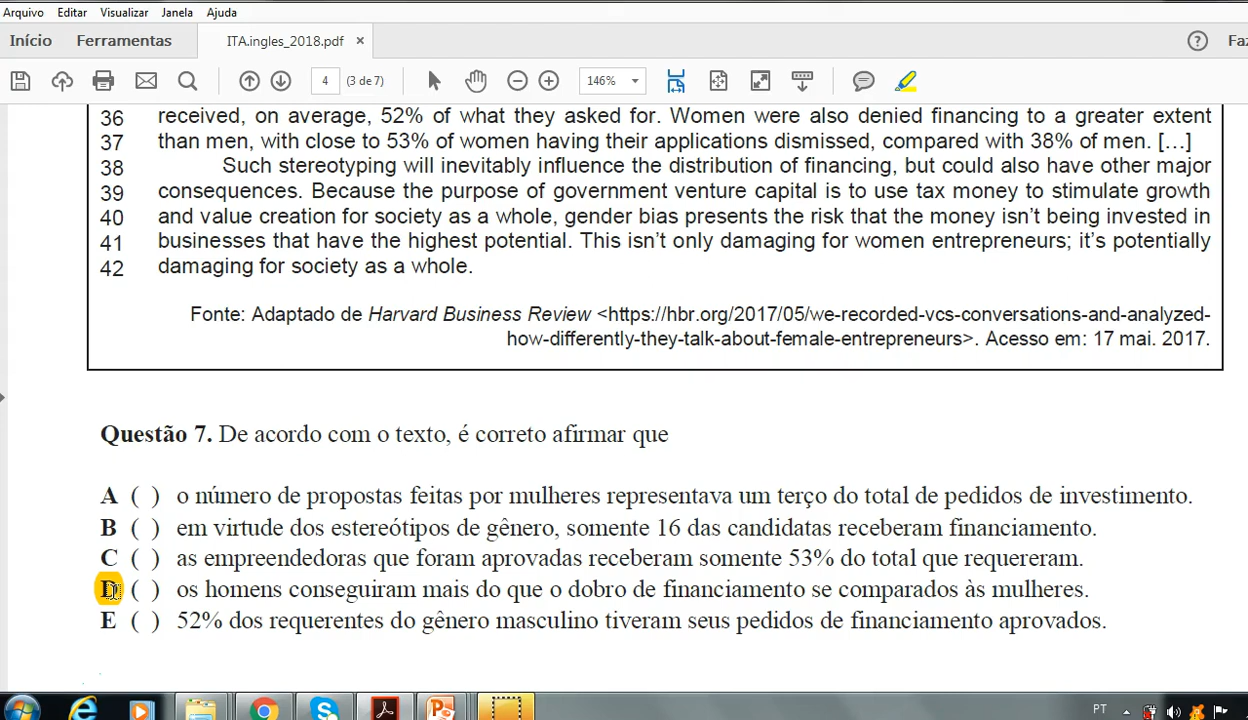 Arquivo Editar Visualizar Janela Ajuda
Início Ferramentas ITA.ingles_2018.pdf × ? Faz
4 (3 de 7) 146%
36 received, on average, 52% of what they asked for. Women were also denied financing to a greater extent
37 than men, with close to 53% of women having their applications dismissed, compared with 38% of men. [...]
38 Such stereotyping will inevitably influence the distribution of financing, but could also have other major
39 consequences. Because the purpose of government venture capital is to use tax money to stimulate growth
40 and value creation for society as a whole, gender bias presents the risk that the money isn't being invested in
41 businesses that have the highest potential. This isn't only damaging for women entrepreneurs; it's potentially
42 damaging for society as a whole.
Fonte: Adaptado de Harvard Business Review <https://hbr.org/2017/05/we-recorded-vcs-conversations-and-analyzed-
how-differently-they-talk-about-female-entrepreneurs>. Acesso em: 17 mai. 2017.
Questão 7. De acordo com o texto, é correto afirmar que
A ( ) o número de propostas feitas por mulheres representava um terço do total de pedidos de investimento.
B ( ) em virtude dos estereótipos de gênero, somente 16 das candidatas receberam financiamento.
C ( ) as empreendedoras que foram aprovadas receberam somente 53% do total que requereram.
D ( ) os homens conseguiram mais do que o dobro de financiamento se comparados às mulheres.
E ( ) 52% dos requerentes do gênero masculino tiveram seus pedidos de financiamento aprovados.
PT